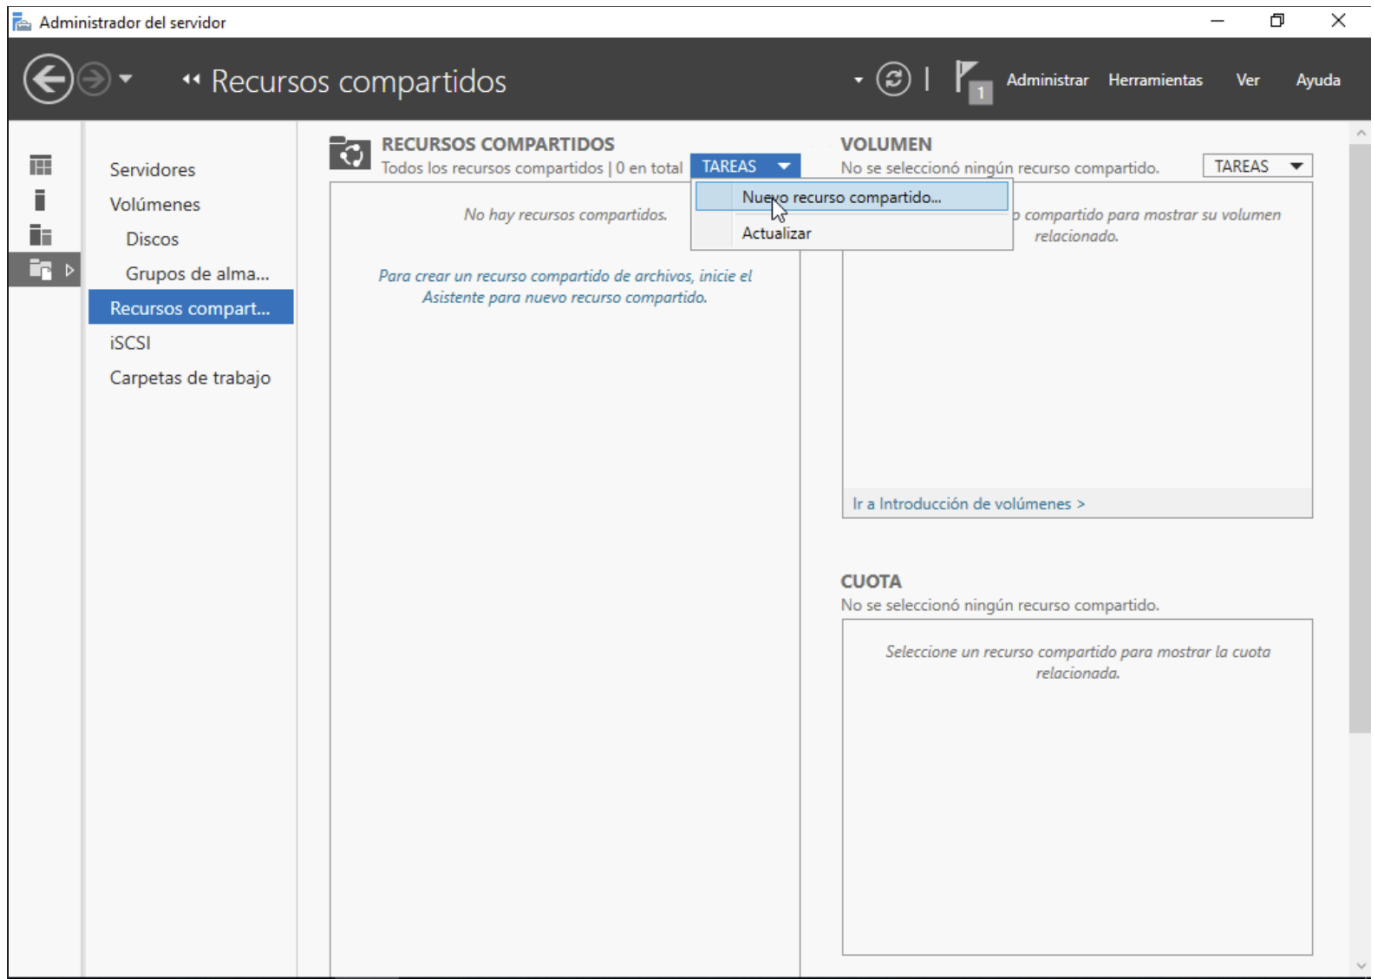 Administrador del servidor
Recursos compartidos
1
Administrar
Herramientas
Ver
Ayuda
Servidores
Volúmenes
Discos
Grupos de alma...
Recursos compart...
iSCSI
Carpetas de trabajo
RECURSOS COMPARTIDOS
Todos los recursos compartidos | 0 en total
TAREAS
Nuevo recurso compartido...
Actualizar
No hay recursos compartidos.
Para crear un recurso compartido de archivos, inicie el
Asistente para nuevo recurso compartido.
VOLUMEN
No se seleccionó ningún recurso compartido.
TAREAS
compartido para mostrar su volumen
relacionado.
Ir a Introducción de volúmenes >
CUOTA
No se seleccionó ningún recurso compartido.
Seleccione un recurso compartido para mostrar la cuota
relacionada.